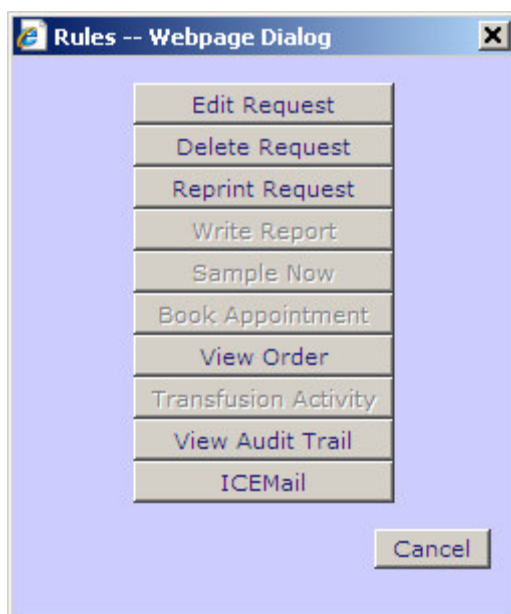 Rules -- Webpage Dialog
Edit Request
Delete Request
Reprint Request
Write Report
Sample Now
Book Appointment
View Order
Transfusion Activity
View Audit Trail
ICEMail
Cancel